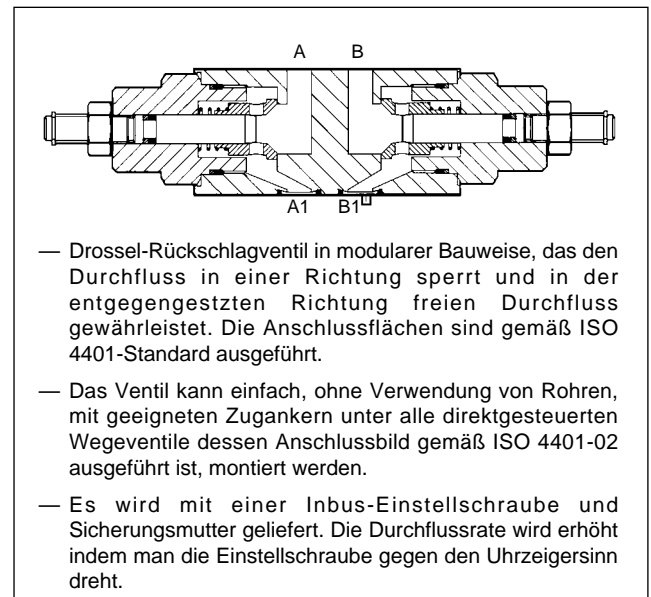 A B
A1 B1
— Drossel-Rückschlagventil in modularer Bauweise, das den
Durchfluss in einer Richtung sperrt und in der
entgegengestzten Richtung freien Durchfluss
gewährleistet. Die Anschlussflächen sind gemäß ISO
4401-Standard ausgeführt.
— Das Ventil kann einfach, ohne Verwendung von Rohren,
mit geeigneten Zugankern unter alle direktgesteuerten
Wegeventile dessen Anschlussbild gemäß ISO 4401-02
ausgeführt ist, montiert werden.
— Es wird mit einer Inbus-Einstellschraube und
Sicherungsmutter geliefert. Die Durchflussrate wird erhöht
indem man die Einstellschraube gegen den Uhrzeigersinn
dreht.